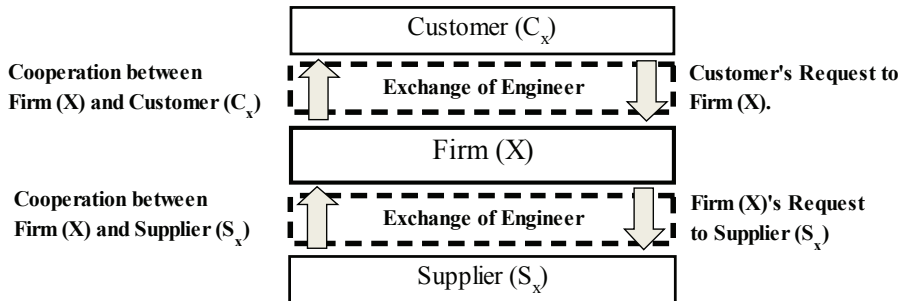 Customer (Cx)
Cooperation between
Firm (X) and Customer (Cx)
Exchange of Engineer
Customer's Request to
Firm (X).
Firm (X)
Cooperation between
Firm (X) and Supplier (Sx)
Exchange of Engineer
Firm (X)'s Request
to Supplier (Sx)
Supplier (Sx)